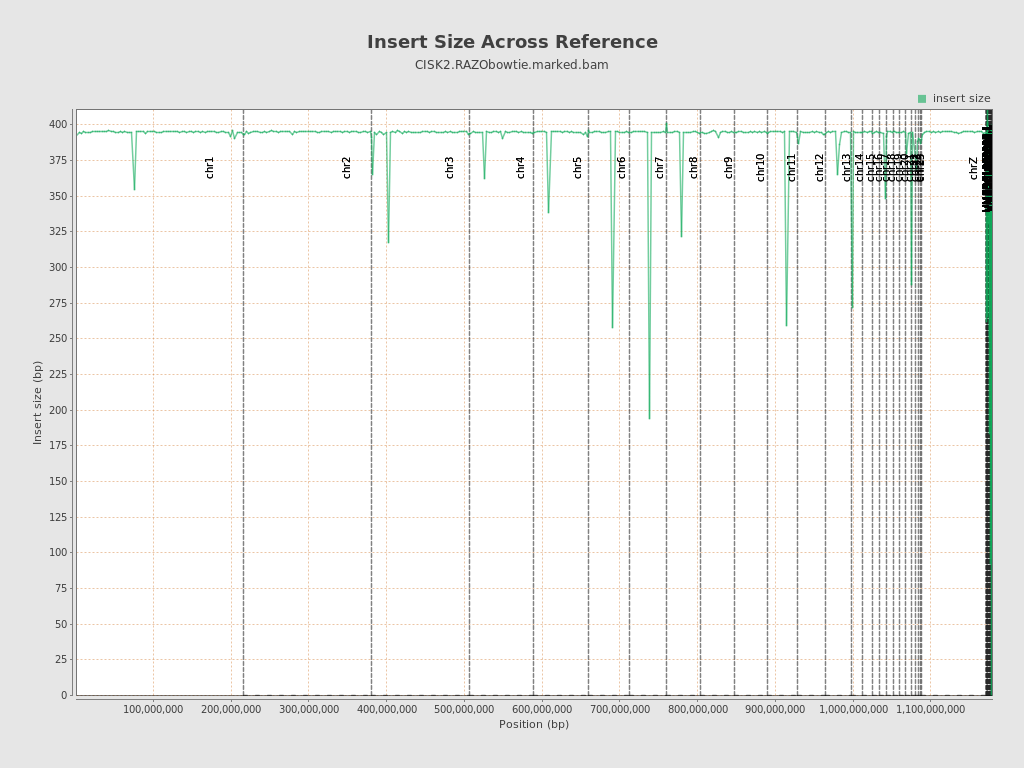 Insert Size Across Reference
CISK2.RAZObowtie.marked.bam
insert size
400
375
350
325
300
275
250
225
200
175
150
125
100
75
50
25
0
Insert size (bp)
chr1
chr2
chr3
chr4
chr5
chr6
chr7
chr8
chr9
chr10
chr11
chr12
chr13
chr14
chr15
chrZ
100,000,000 200,000,000 300,000,000 400,000,000 500,000,000 600,000,000 700,000,000 800,000,000 900,000,000 1,000,000,000 1,100,000,000
Position (bp)